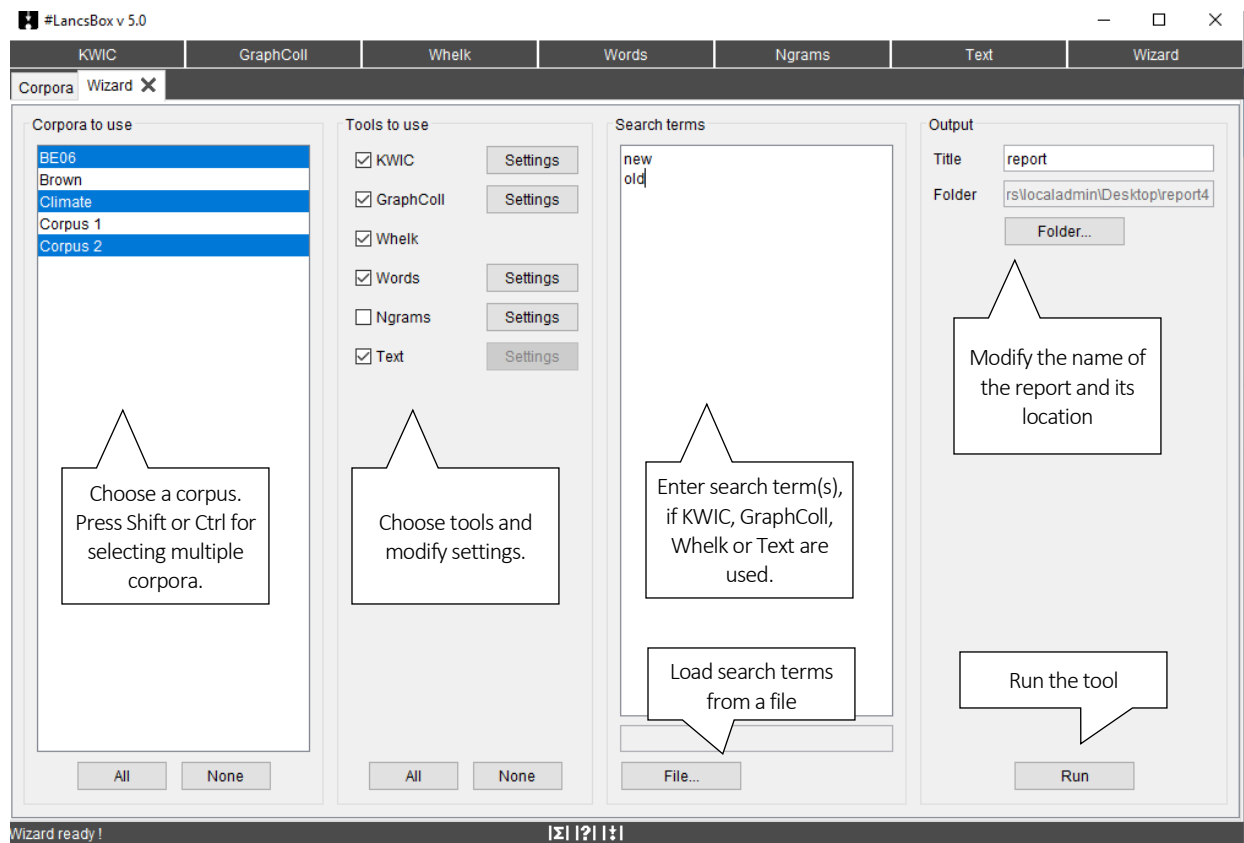 #LancsBox v 5.0
KWIC GraphColl Whelk Words Ngrams Text Wizard
Corpora Wizard
Corpora to use
BE06
Brown
Climate
Corpus 1
Corpus 2
Choose a corpus.
Press Shift or Ctrl for
selecting multiple
corpora.
All None
Tools to use
KWIC Settings
GraphColl Settings
Whelk
Words Settings
Ngrams Settings
Text Settings
Choose tools and
modify settings.
All None
Search terms
new
old
Enter search term(s),
if KWIC, GraphColl,
Whelk or Text are
used.
Load search terms
from a file
File...
Output
Title report
Folder rs\localadmin\Desktop\report4
Folder...
Modify the name of
the report and its
location
Run the tool
Run
Wizard ready !
|Σ| |?| |‡|